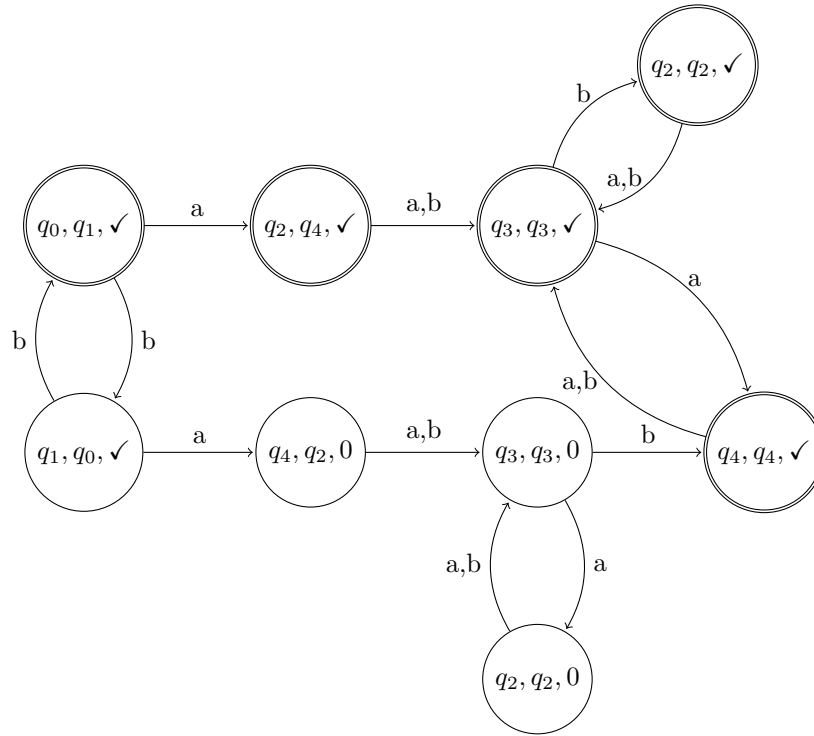 q₂, q₂, ✓
b
a,b
q₀, q₁, ✓
a
q₂, q₄, ✓
a,b
q₃, q₃, ✓
a
b
b
a,b
q₁, q₀, ✓
a
q₄, q₂, 0
a,b
q₃, q₃, 0
b
q₄, q₄, ✓
a,b
a
q₂, q₂, 0